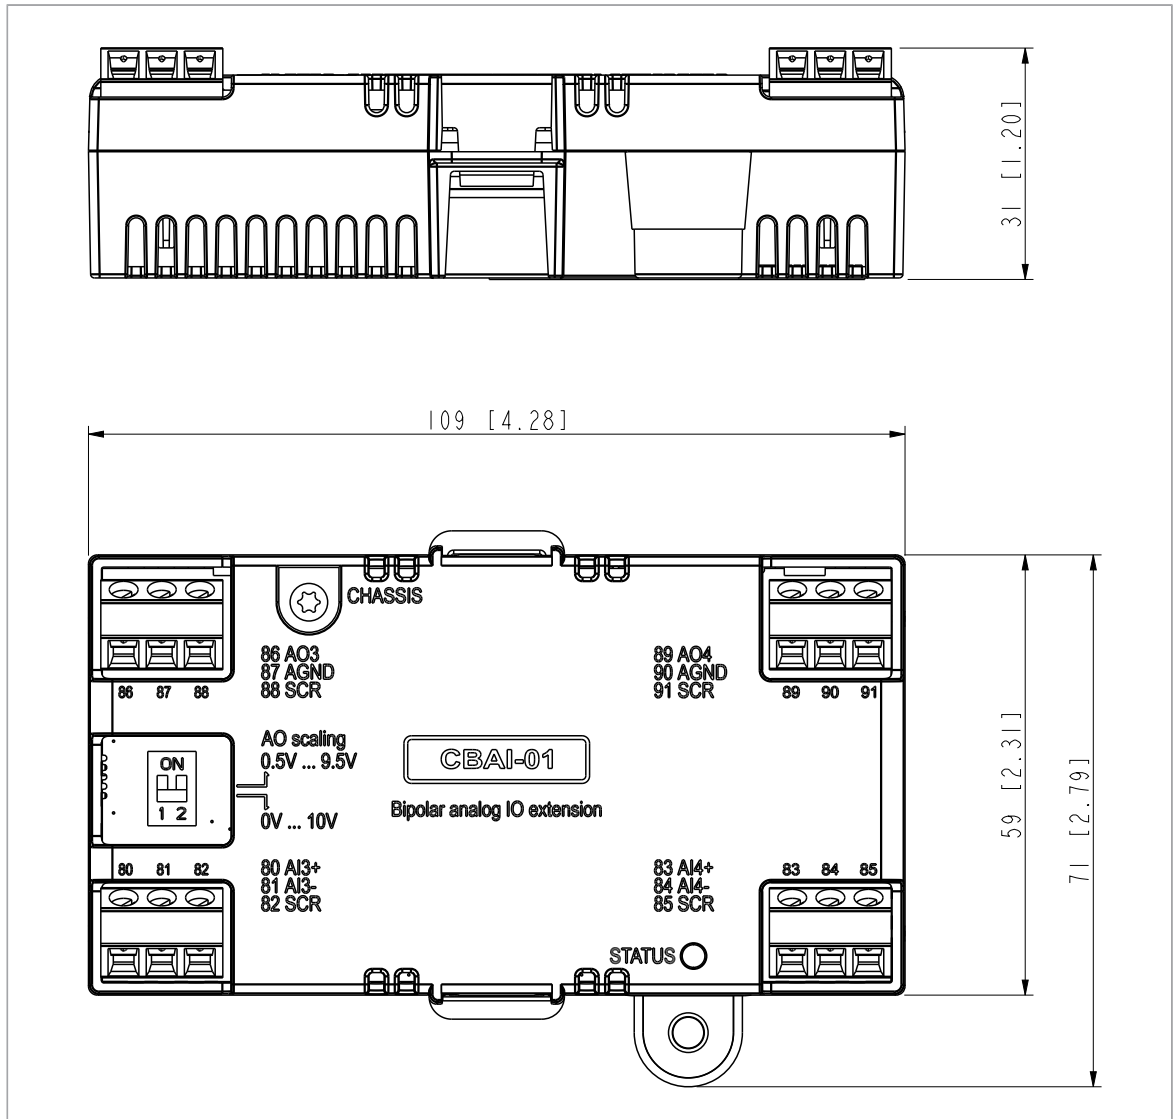 31 [1.20]
109 [4.28]
CHASSIS
86 AO3
87 AGND
88 SCR
89 AO4
90 AGND
91 SCR
86 87 88
89 90 91
AO scaling
0.5V ... 9.5V
ON
1 2
0V ... 10V
CBAI-01
Bipolar analog IO extension
59 [2.31]
71 [2.79]
80 81 82
80 AI3+
81 AI3-
82 SCR
83 AI4+
84 AI4-
85 SCR
83 84 85
STATUS